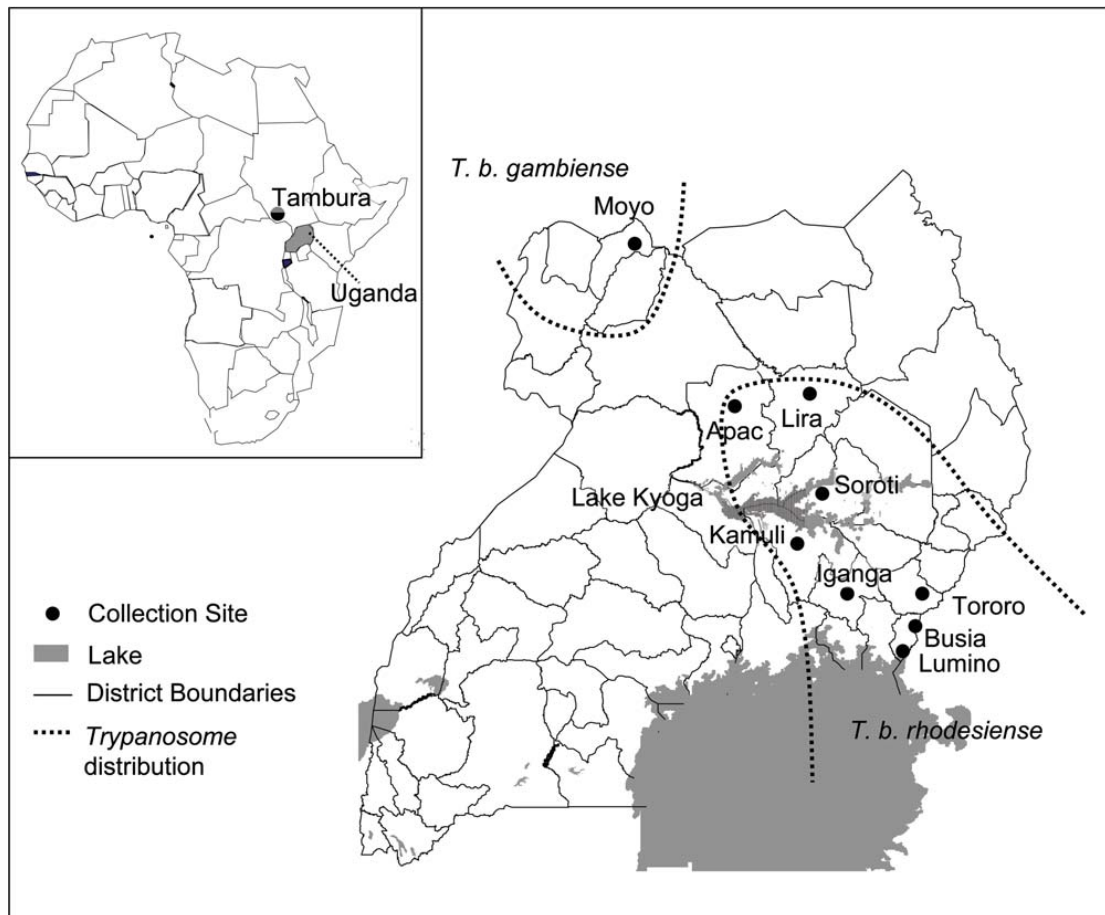 Tambura
Uganda
T. b. gambiense
Moyo
Apac
Lira
Lake Kyoga
Soroti
Kamuli
Iganga
Tororo
Busia
Lumino
T. b. rhodesiense
Collection Site
Lake
District Boundaries
Trypanosome
distribution